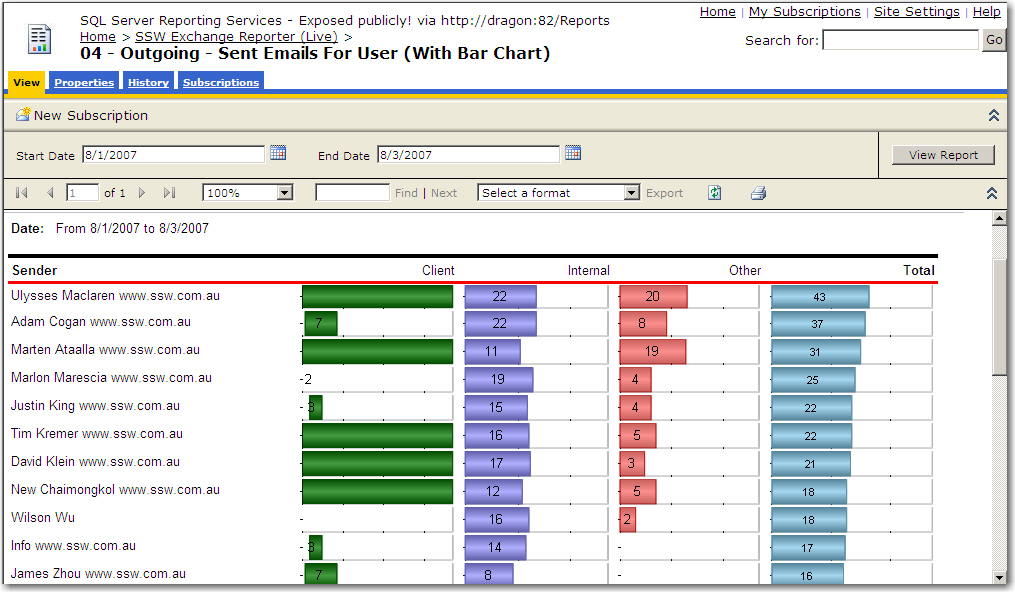 SQL Server Reporting Services - Exposed publicly! via http://dragon:82/Reports
Home | My Subscriptions | Site Settings | Help
Home > SSW Exchange Reporter (Live) >
Search for: Go
04 - Outgoing - Sent Emails For User (With Bar Chart)
View Properties History Subscriptions
New Subscription
Start Date 8/1/2007 End Date 8/3/2007 View Report
1 of 1 100% Find | Next Select a format Export
Date: From 8/1/2007 to 8/3/2007
Sender Client Internal Other Total
Ulysses Maclaren www.ssw.com.au 22 20 43
Adam Cogan www.ssw.com.au 7 22 8 37
Marten Ataalla www.ssw.com.au 11 19 31
Marlon Marescia www.ssw.com.au 2 19 4 25
Justin King www.ssw.com.au 3 15 4 22
Tim Kremer www.ssw.com.au 16 5 22
David Klein www.ssw.com.au 17 3 21
New Chaimongkol www.ssw.com.au 12 5 18
Wilson Wu 16 2 18
Info www.ssw.com.au 3 14 17
James Zhou www.ssw.com.au 7 8 16